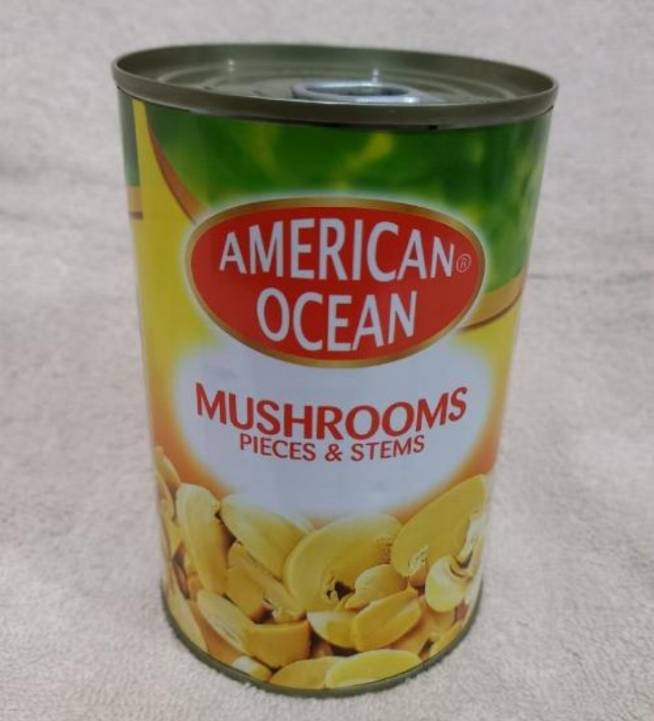 AMERICAN®
OCEAN
MUSHROOMS
PIECES & STEMS